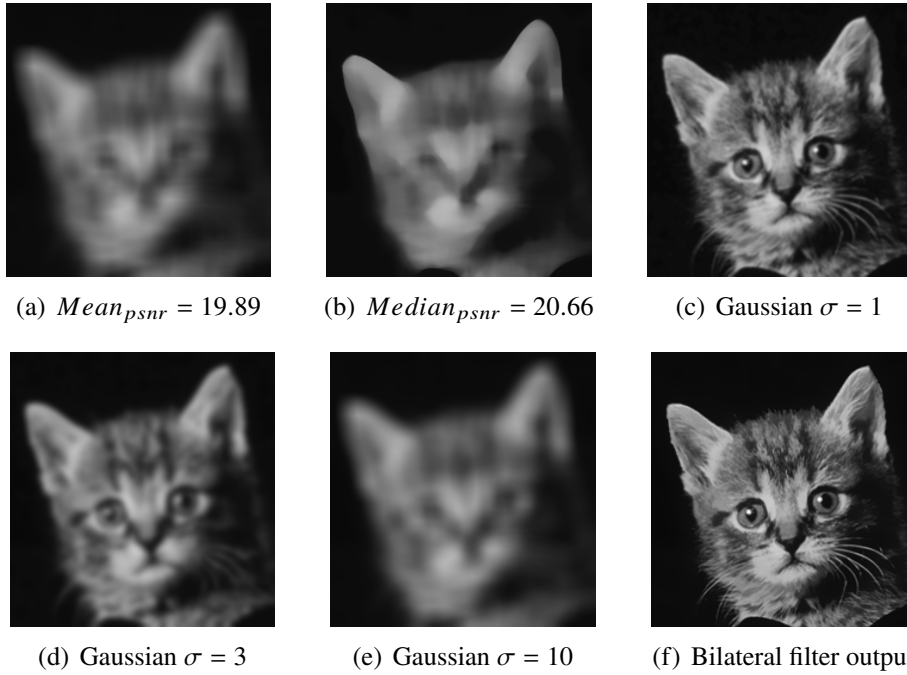 (a) Mean_psnr = 19.89
(b) Median_psnr = 20.66
(c) Gaussian σ = 1
(d) Gaussian σ = 3
(e) Gaussian σ = 10
(f) Bilateral filter outpu